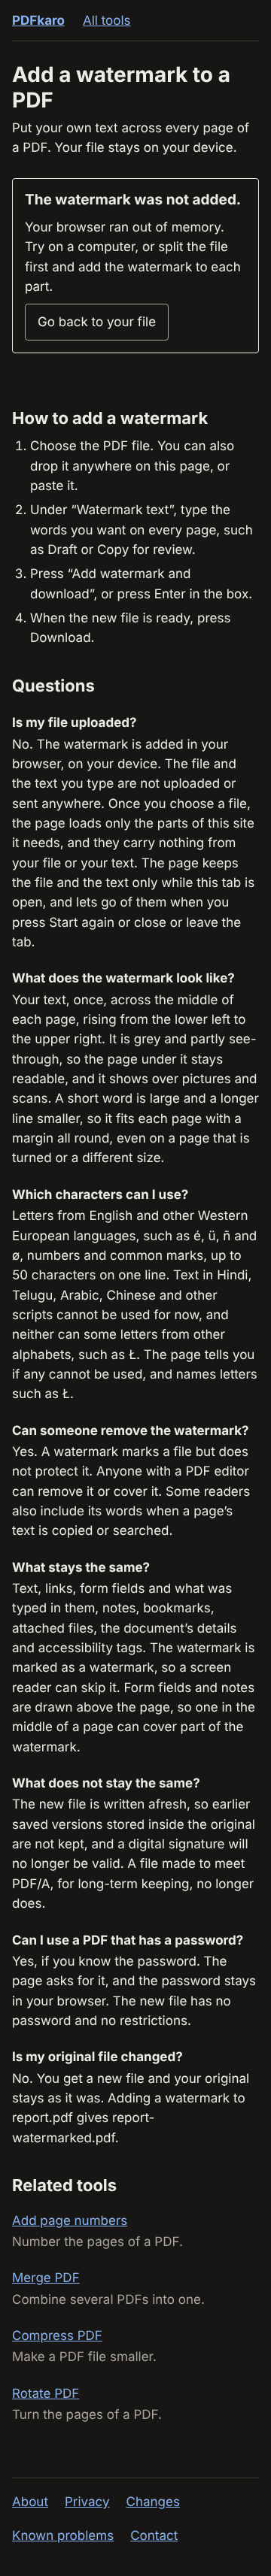 PDFkaro All tools
Add a watermark to a
PDF
Put your own text across every page of
a PDF. Your file stays on your device.
The watermark was not added.
Your browser ran out of memory.
Try on a computer, or split the file
first and add the watermark to each
part.
Go back to your file
How to add a watermark
1. Choose the PDF file. You can also
drop it anywhere on this page, or
paste it.
2. Under “Watermark text”, type the
words you want on every page, such
as Draft or Copy for review.
3. Press “Add watermark and
download”, or press Enter in the box.
4. When the new file is ready, press
Download.
Questions
Is my file uploaded?
No. The watermark is added in your
browser, on your device. The file and
the text you type are not uploaded or
sent anywhere. Once you choose a file,
the page loads only the parts of this site
it needs, and they carry nothing from
your file or your text. The page keeps
the file and the text only while this tab is
open, and lets go of them when you
press Start again or close or leave the
tab.
What does the watermark look like?
Your text, once, across the middle of
each page, rising from the lower left to
the upper right. It is grey and partly see-
through, so the page under it stays
readable, and it shows over pictures and
scans. A short word is large and a longer
line smaller, so it fits each page with a
margin all round, even on a page that is
turned or a different size.
Which characters can I use?
Letters from English and other Western
European languages, such as é, ü, ñ and
ø, numbers and common marks, up to
50 characters on one line. Text in Hindi,
Telugu, Arabic, Chinese and other
scripts cannot be used for now, and
neither can some letters from other
alphabets, such as Ł. The page tells you
if any cannot be used, and names letters
such as Ł.
Can someone remove the watermark?
Yes. A watermark marks a file but does
not protect it. Anyone with a PDF editor
can remove it or cover it. Some readers
also include its words when a page’s
text is copied or searched.
What stays the same?
Text, links, form fields and what was
typed in them, notes, bookmarks,
attached files, the document’s details
and accessibility tags. The watermark is
marked as a watermark, so a screen
reader can skip it. Form fields and notes
are drawn above the page, so one in the
middle of a page can cover part of the
watermark.
What does not stay the same?
The new file is written afresh, so earlier
saved versions stored inside the original
are not kept, and a digital signature will
no longer be valid. A file made to meet
PDF/A, for long-term keeping, no longer
does.
Can I use a PDF that has a password?
Yes, if you know the password. The
page asks for it, and the password stays
in your browser. The new file has no
password and no restrictions.
Is my original file changed?
No. You get a new file and your original
stays as it was. Adding a watermark to
report.pdf gives report-
watermarked.pdf.
Related tools
Add page numbers
Number the pages of a PDF.
Merge PDF
Combine several PDFs into one.
Compress PDF
Make a PDF file smaller.
Rotate PDF
Turn the pages of a PDF.
About Privacy Changes
Known problems Contact